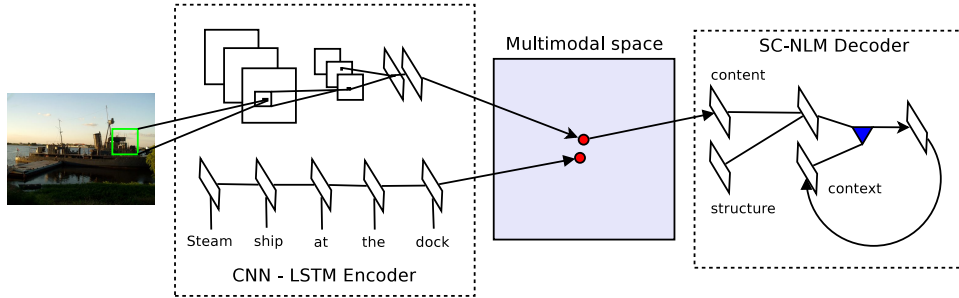 Multimodal space
SC-NLM Decoder
content
structure
context
Steam ship at the dock
CNN - LSTM Encoder